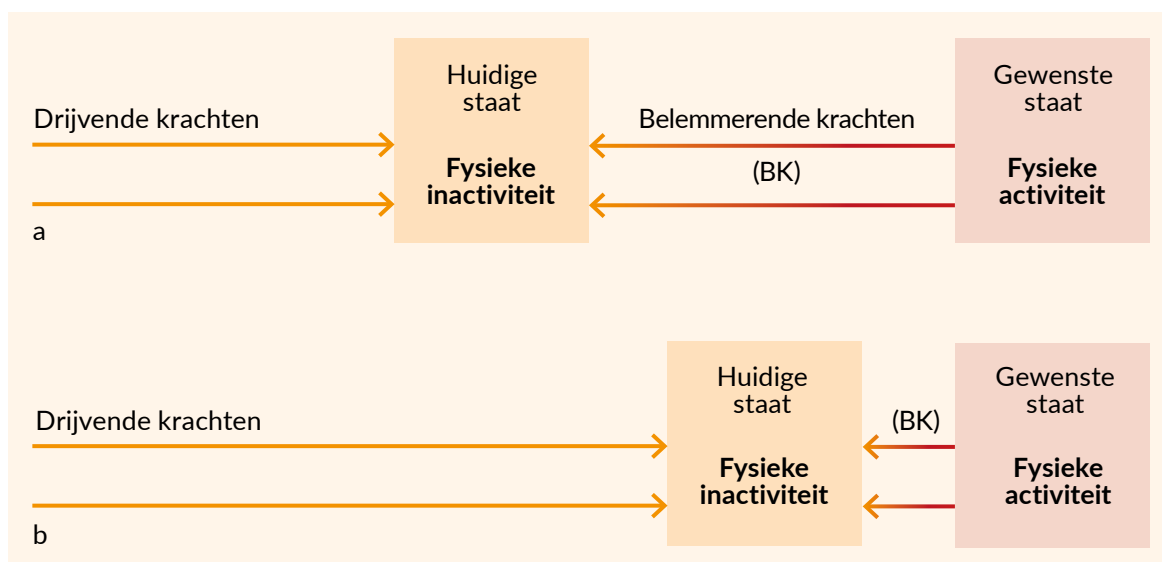 Huidige
staat
Gewenste
staat
Drijvende krachten
Belemmerende krachten
(BK)
Fysieke
inactiviteit
Fysieke
activiteit
a
Huidige
staat
Gewenste
staat
Drijvende krachten
(BK)
Fysieke
inactiviteit
Fysieke
activiteit
b